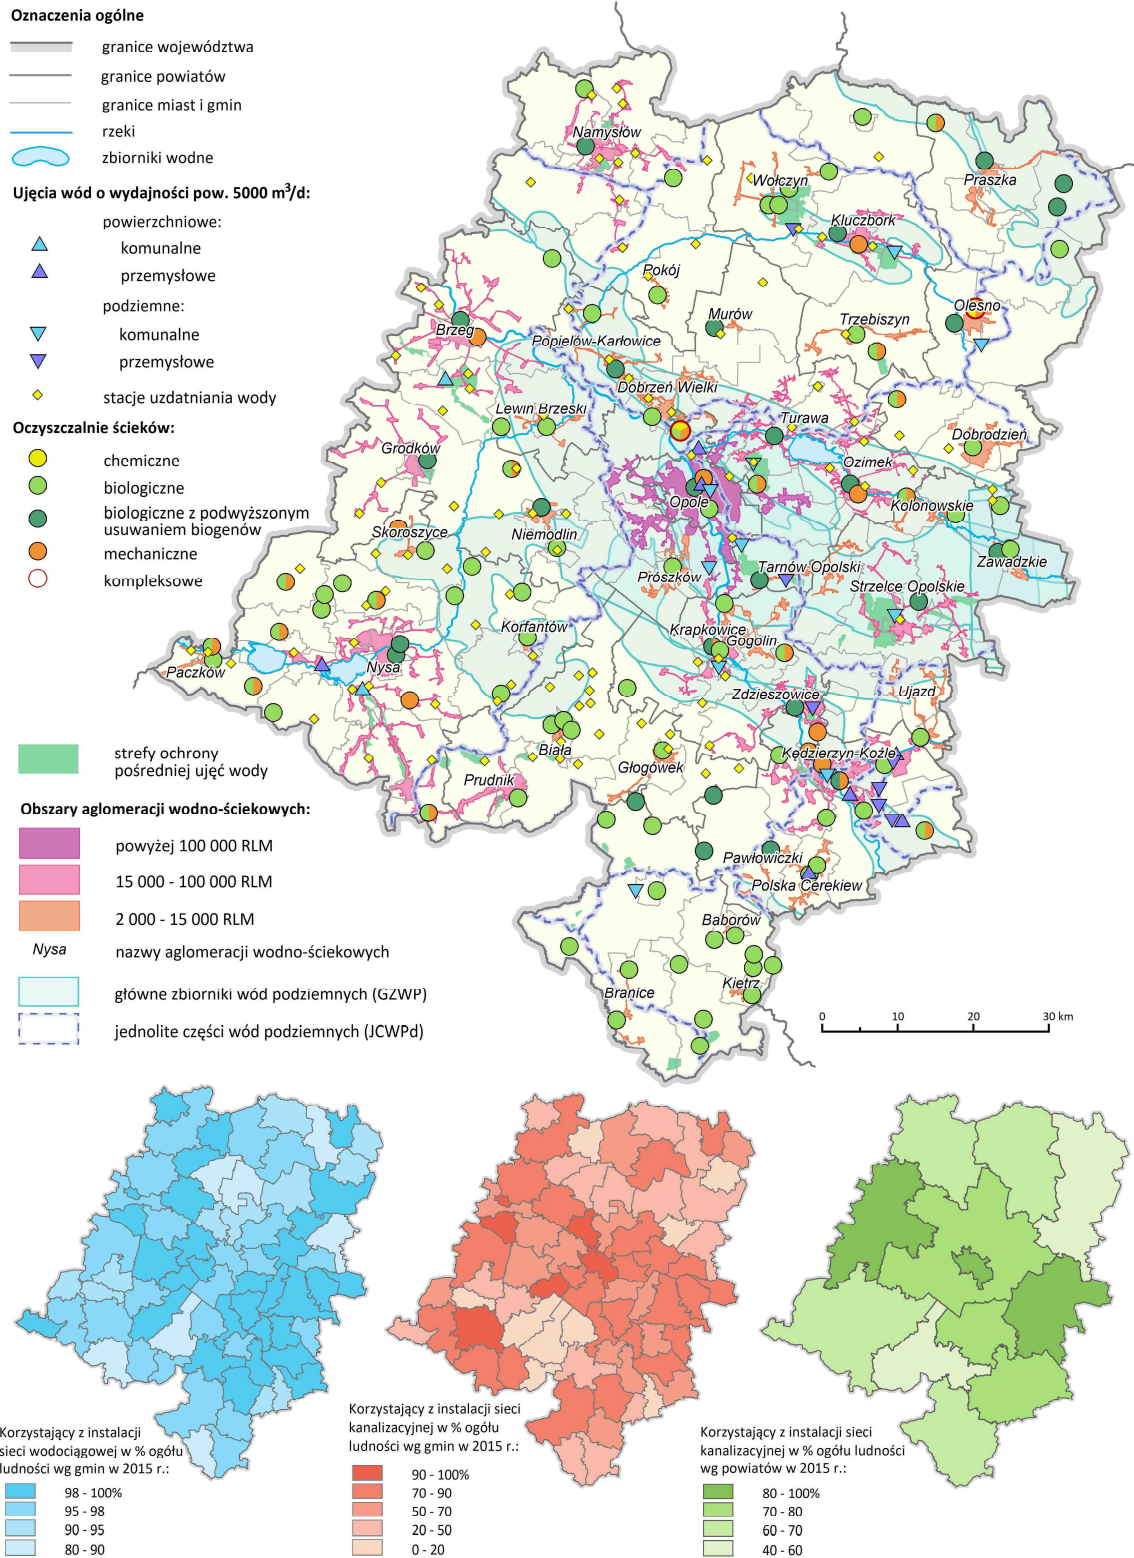 Oznaczenia ogólne
granice województwa
granice powiatów
granice miast i gmin
rzeki
zbiorniki wodne
Ujęcia wód o wydajności pow. 5000 m³/d:
powierzchniowe:
komunalne
przemysłowe
podziemne:
komunalne
przemysłowe
stacje uzdatniania wody
Oczyszczalnie ścieków:
chemiczne
biologiczne
biologiczne z podwyższonym
usuwaniem biogenów
mechaniczne
kompleksowe
strefy ochrony
pośredniej ujęć wody
Obszary aglomeracji wodno-ściekowych:
powyżej 100 000 RLM
15 000 - 100 000 RLM
2 000 - 15 000 RLM
Nysa
nazwy aglomeracji wodno-ściekowych
główne zbiorniki wód podziemnych (GZWP)
jednolite części wód podziemnych (JCWPd)
Namysłów
Wołczyn
Praszka
Kluczbork
Pokój
Olesno
Murów
Trzebiszyn
Brzeg
Popielów-Karłowice
Dobrzeń Wielki
Lewin Brzeski
Turawa
Dobrodzień
Grodków
Ozimek
Opole
Kolonowskie
Skoroszyce
Niemodlin
Zawadzkie
Prószków
Tarnów Opolski
Strzelce Opolskie
Korfantów
Krapkowice
Gogolin
Paczków
Nysa
Zdzieszowice
Ujazd
Biała
Kędzierzyn-Koźle
Głogówek
Prudnik
Pawłowiczki
Polska Cerekiew
Baborów
Branice
Kietrz
0 10 20 30 km
Korzystający z instalacji sieci
sieci wodociągowej w % ogółu
ludności wg gmin w 2015 r.:
98 - 100%
95 - 98
90 - 95
80 - 90
Korzystający z instalacji sieci
kanalizacyjnej w % ogółu
ludności wg gmin w 2015 r.:
90 - 100%
70 - 90
50 - 70
20 - 50
0 - 20
Korzystający z instalacji sieci
kanalizacyjnej w % ogółu ludności
wg powiatów w 2015 r.:
80 - 100%
70 - 80
60 - 70
40 - 60